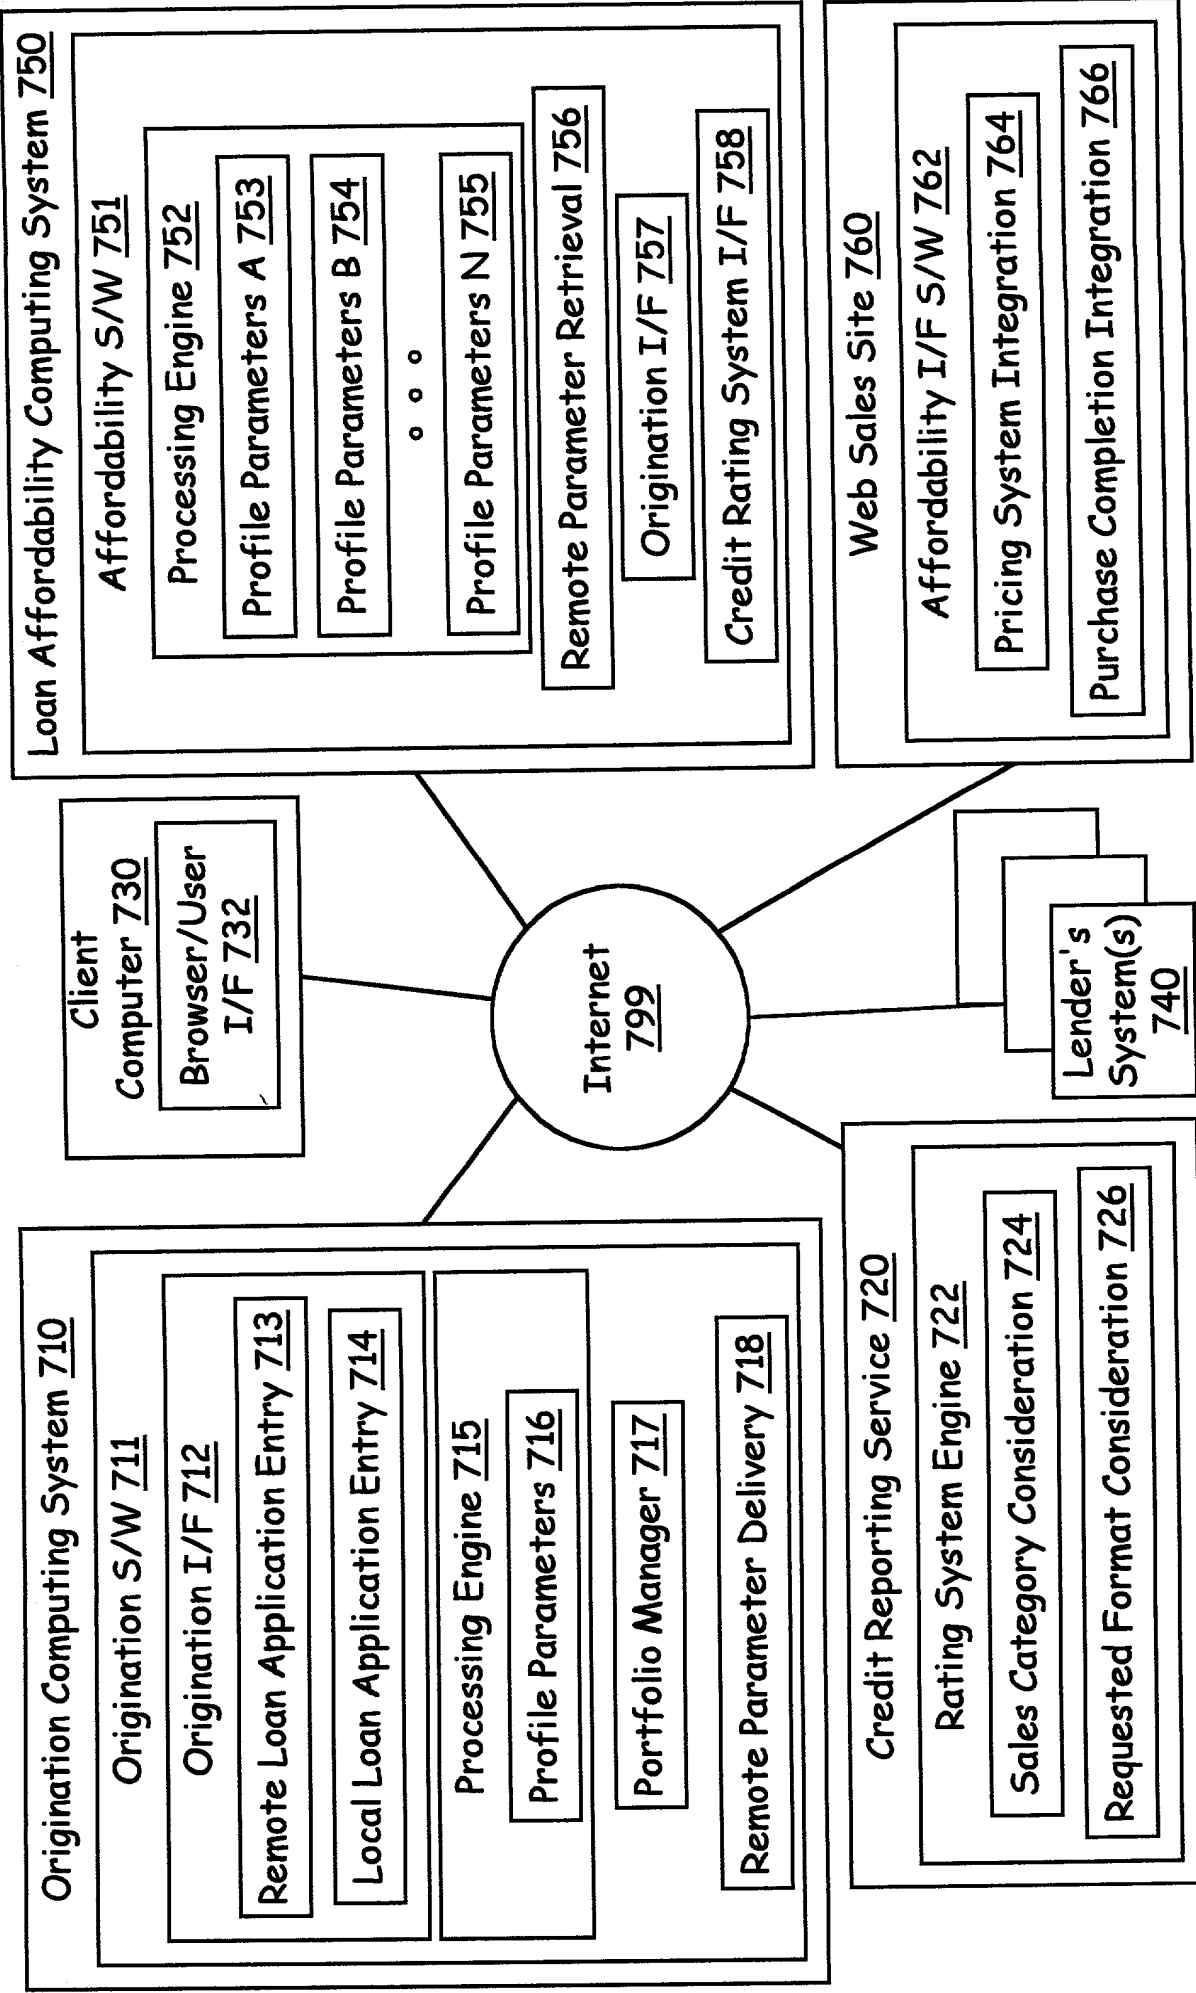 Origination Computing System 710
Origination S/W 711
Origination I/F 712
Remote Loan Application Entry 713
Local Loan Application Entry 714
Processing Engine 715
Profile Parameters 716
Portfolio Manager 717
Remote Parameter Delivery 718
Client
Computer 730
Browser/User
I/F 732
Loan Affordability Computing System 750
Affordability S/W 751
Processing Engine 752
Profile Parameters A 753
Profile Parameters B 754
Profile Parameters N 755
Remote Parameter Retrieval 756
Origination I/F 757
Credit Rating System I/F 758
Internet
799
Credit Reporting Service 720
Rating System Engine 722
Sales Category Consideration 724
Requested Format Consideration 726
Lender's
System(s)
740
Web Sales Site 760
Affordability I/F S/W 762
Pricing System Integration 764
Purchase Completion Integration 766